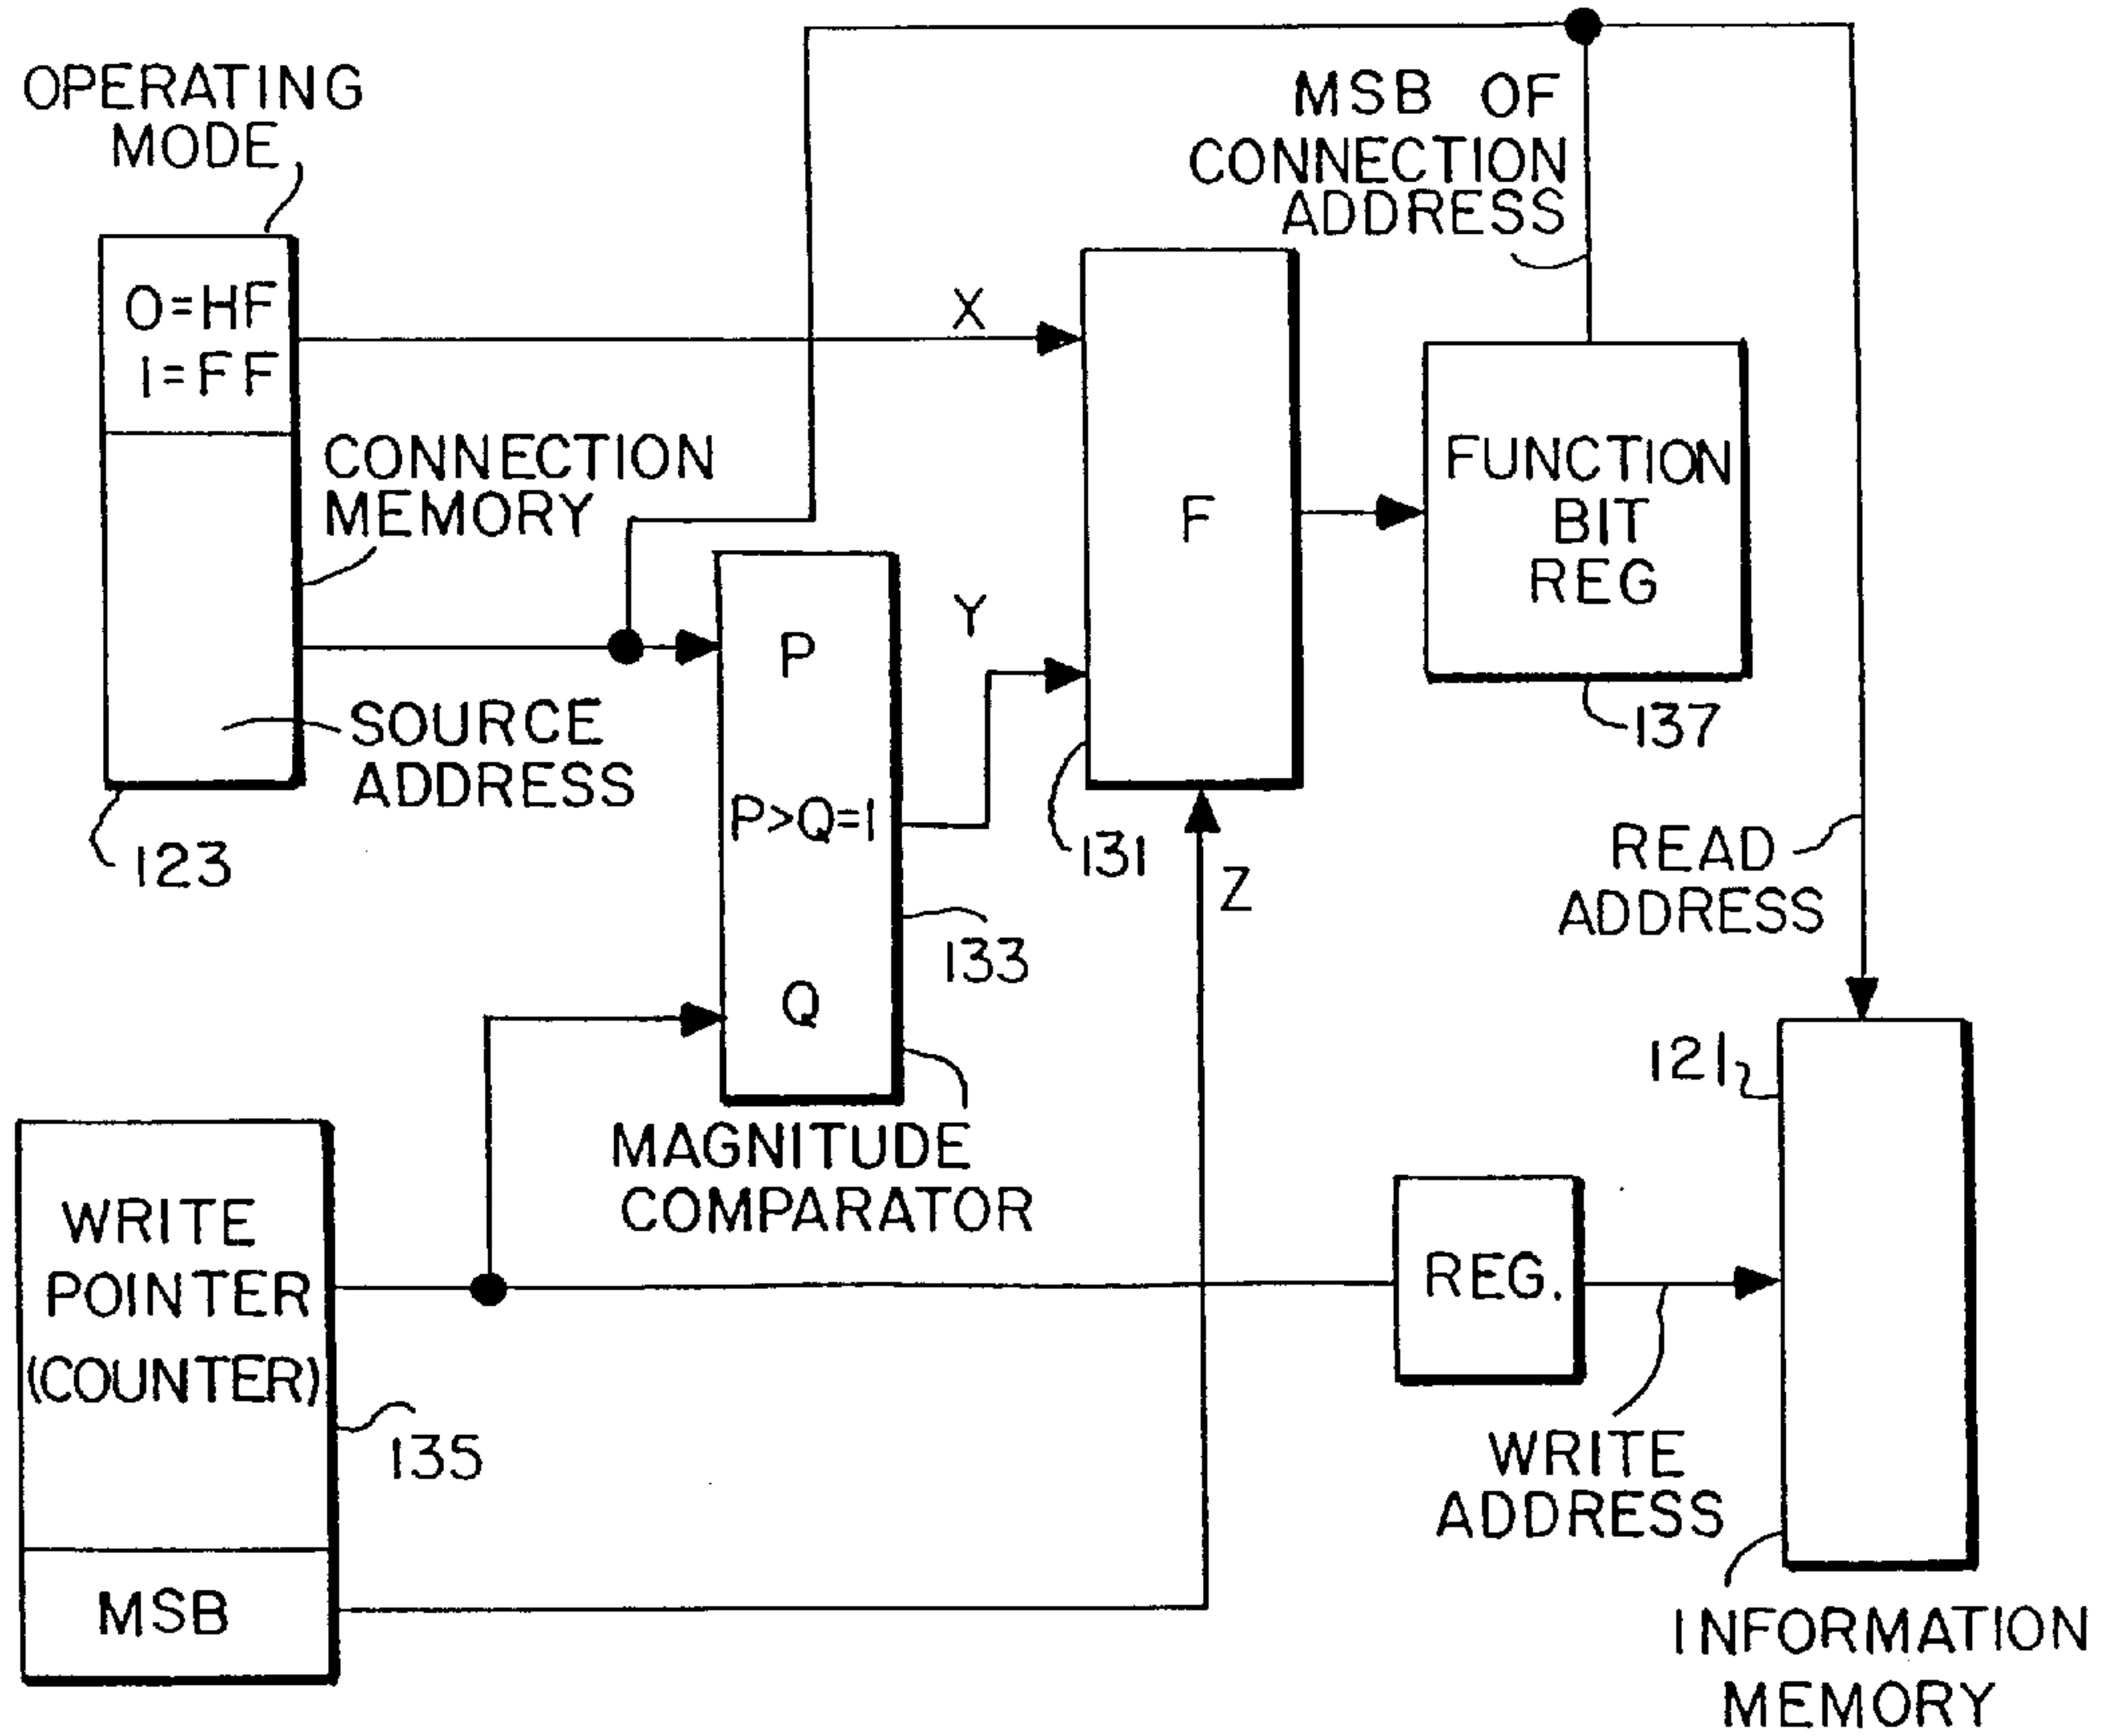 OPERATING
MODE
0=HF
1=FF
CONNECTION
MEMORY
SOURCE
ADDRESS
123
X
MSB OF
CONNECTION
ADDRESS
F
131
FUNCTION
BIT
REG
137
P
P>Q=1
Q
Y
133
MAGNITUDE
COMPARATOR
Z
READ
ADDRESS
121
WRITE
POINTER
(COUNTER)
135
MSB
REG.
WRITE
ADDRESS
INFORMATION
MEMORY